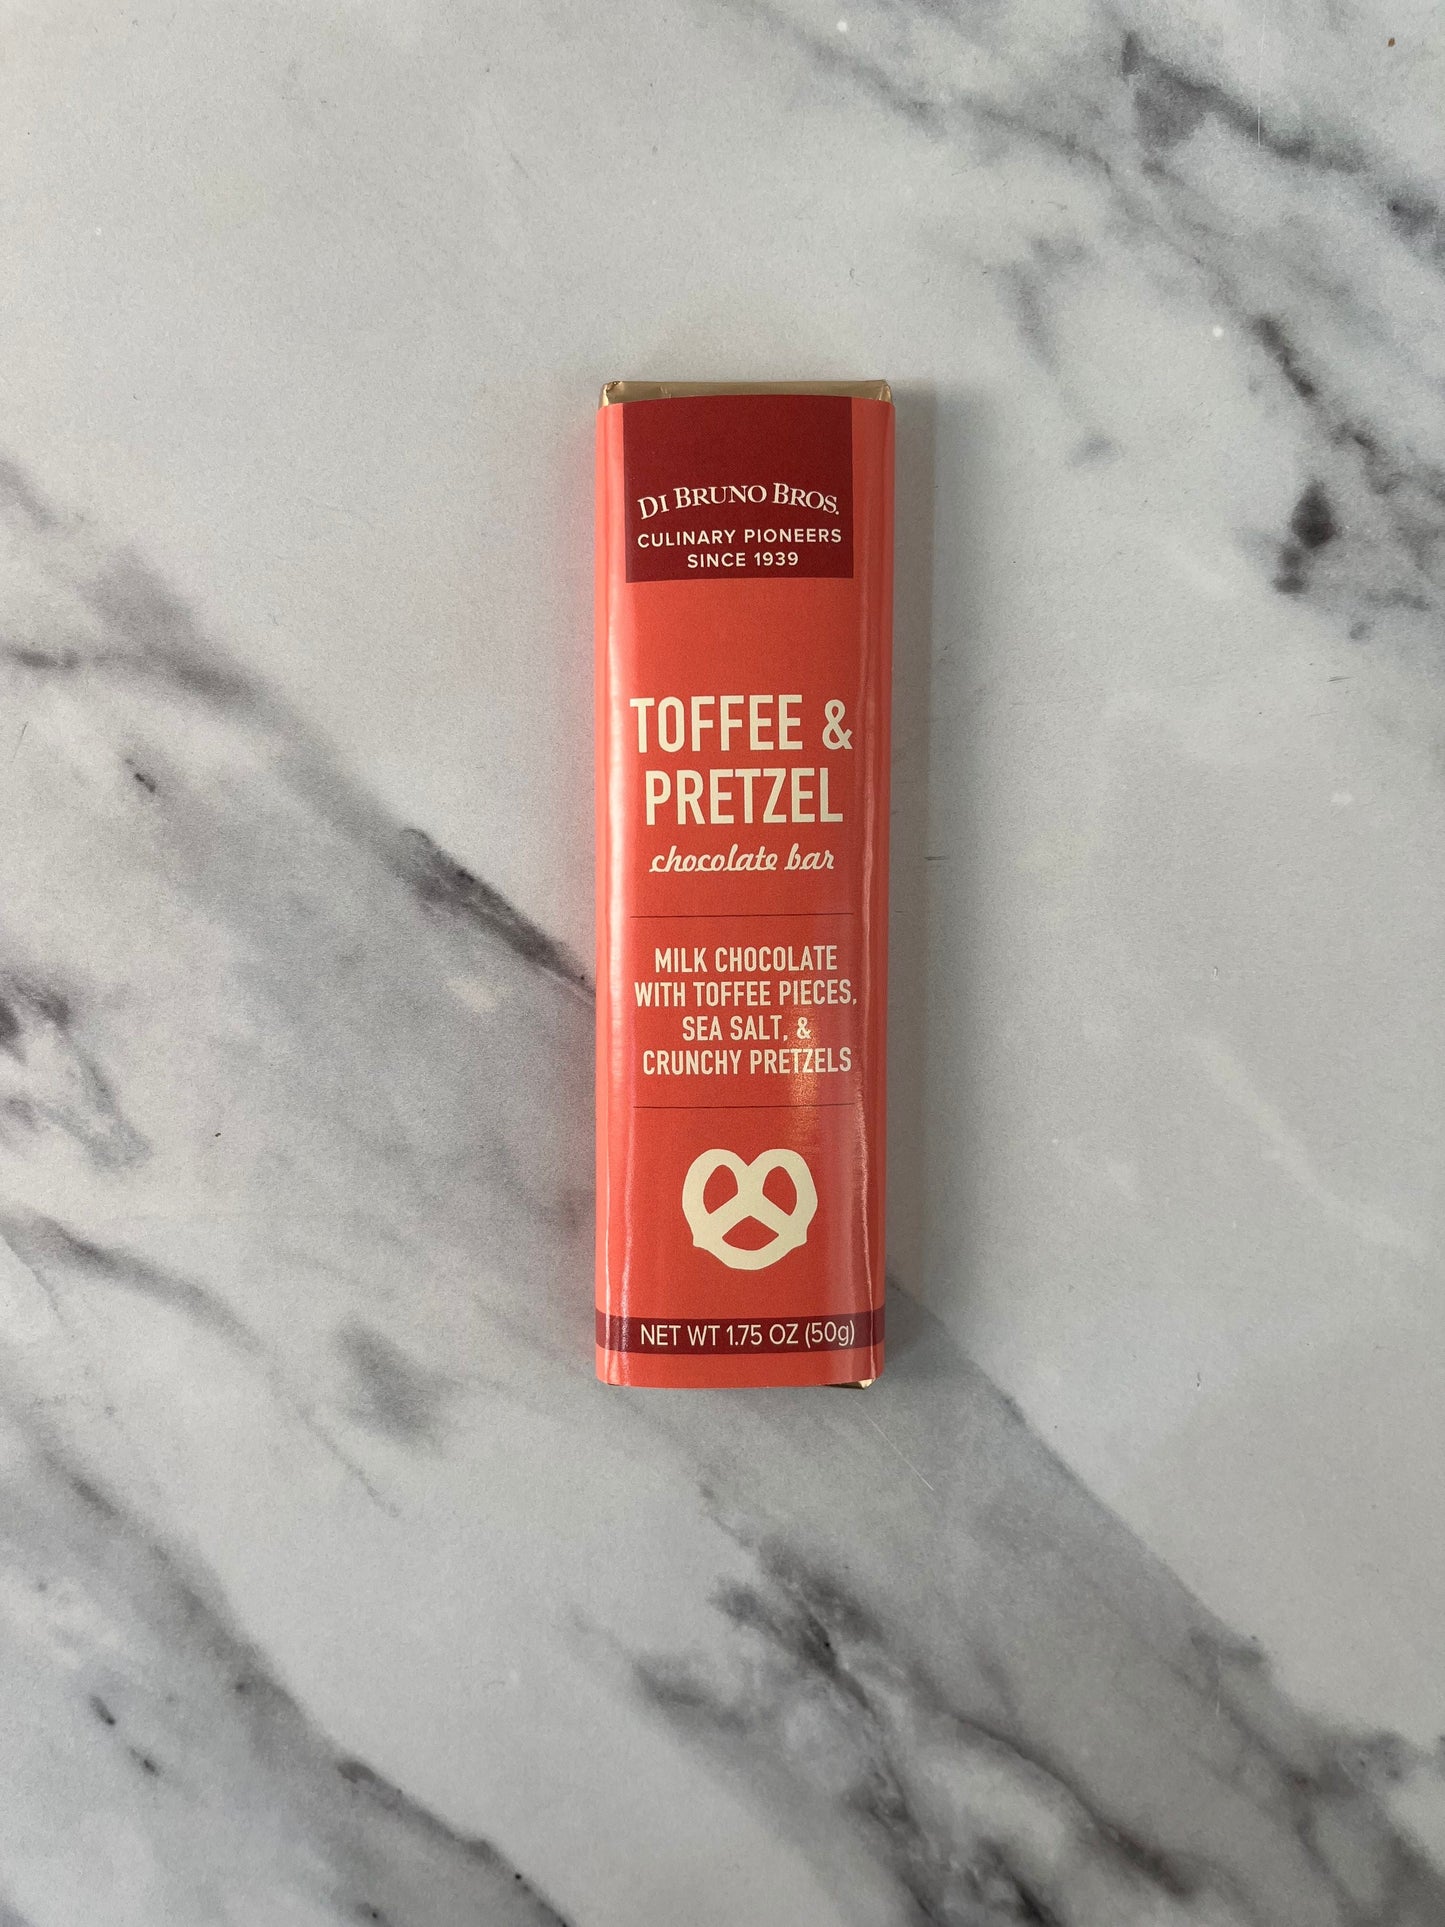 DI BRUNO BROS.
CULINARY PIONEERS
SINCE 1939
TOFFEE &
PRETZEL
chocolate bar
MILK CHOCOLATE
WITH TOFFEE PIECES,
SEA SALT, &
CRUNCHY PRETZELS
NET WT 1.75 OZ (50g)